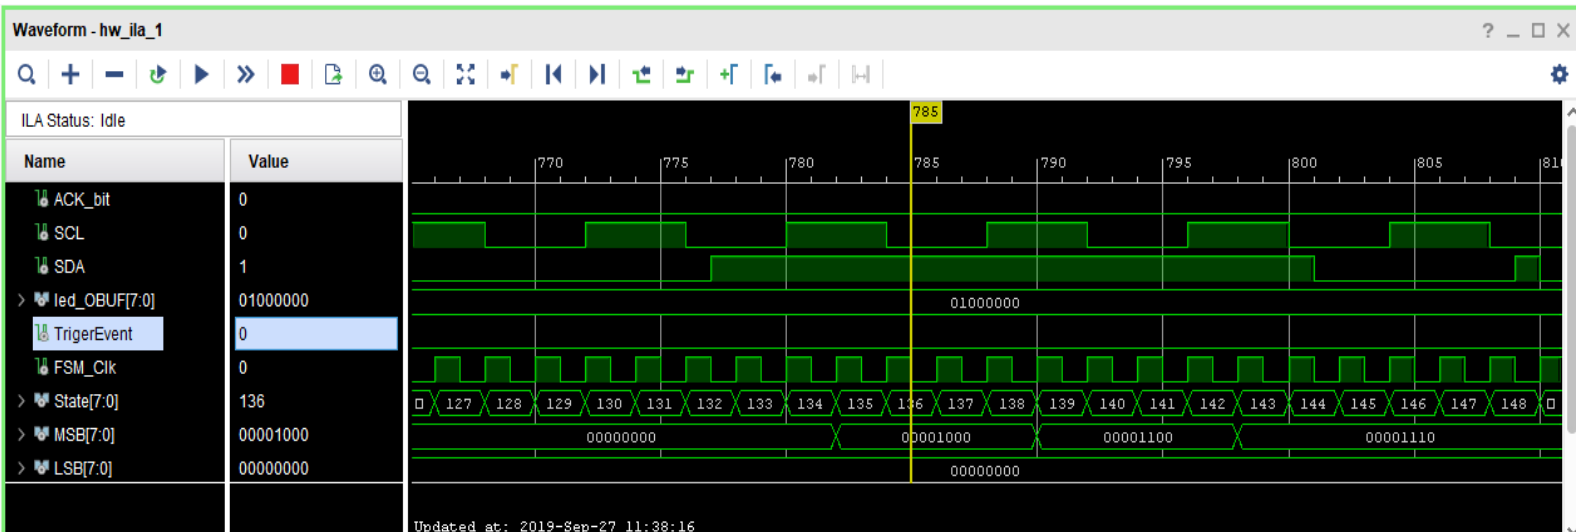 Waveform - hw_ila_1
ILA Status: Idle
785
Name Value
770 775 780 785 790 795 800 805 810
ACK_bit 0
SCL 0
SDA 1
led_OBUF[7:0] 01000000 01000000
TrigerEvent 0
FSM_Clk 0
State[7:0] 136 127 128 129 130 131 132 133 134 135 136 137 138 139 140 141 142 143 144 145 146 147 148
MSB[7:0] 00001000 00000000 00001000 00001100 00001110
LSB[7:0] 00000000 00000000
Updated at: 2019-Sep-27 11:38:16